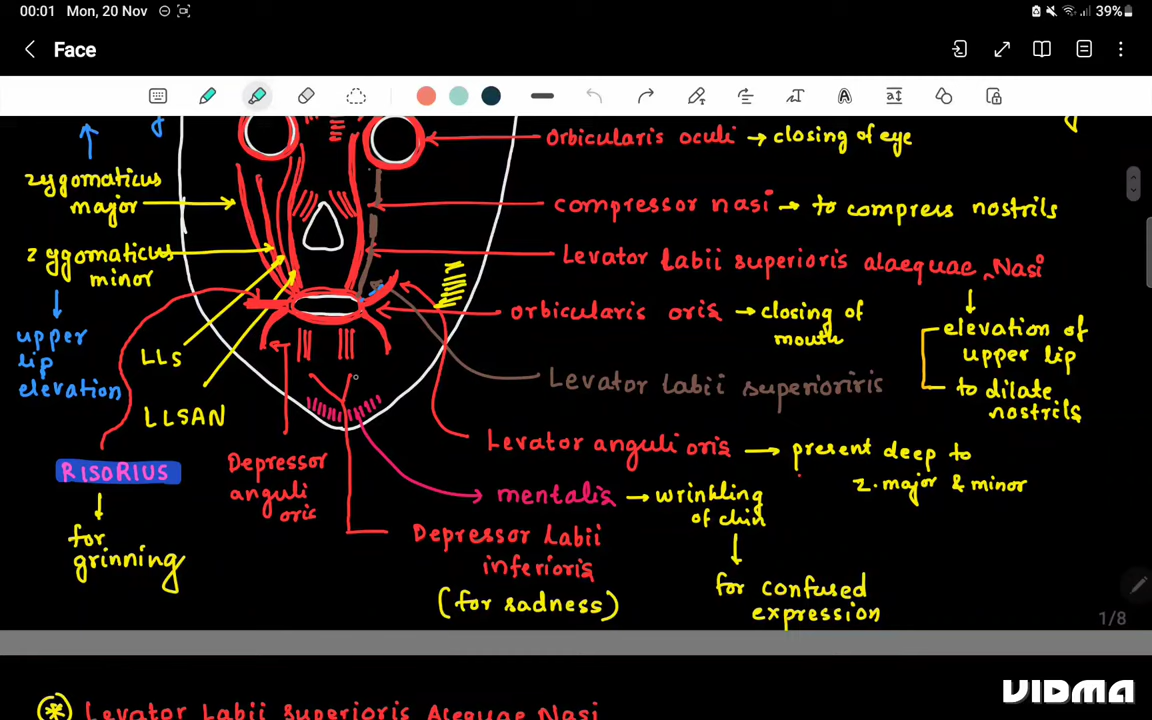 00:01 Mon, 20 Nov
39%
Face
orbicularis oculi → closing of eye
zygomaticus
major
compressor nasi → to compress nostrils
zygomaticus
minor
Levator Labii superioris alaequae Nasi
orbicularis oris → closing of
mouth
elevation of
upper lip
to dilate
nostrils
upper
lip
elevation
LLS
LLSAN
Levator labii superioriris
Levator anguli oris → present deep to
z. major & minor
RISORIUS
for
grinning
Depressor
anguli
oris
mentalis → wrinkling
of chin
for confused
expression
Depressor Labii
inferioris
(for sadness)
1/8
VIDMA
* Levator Labii Superioris Aleequae Nasi